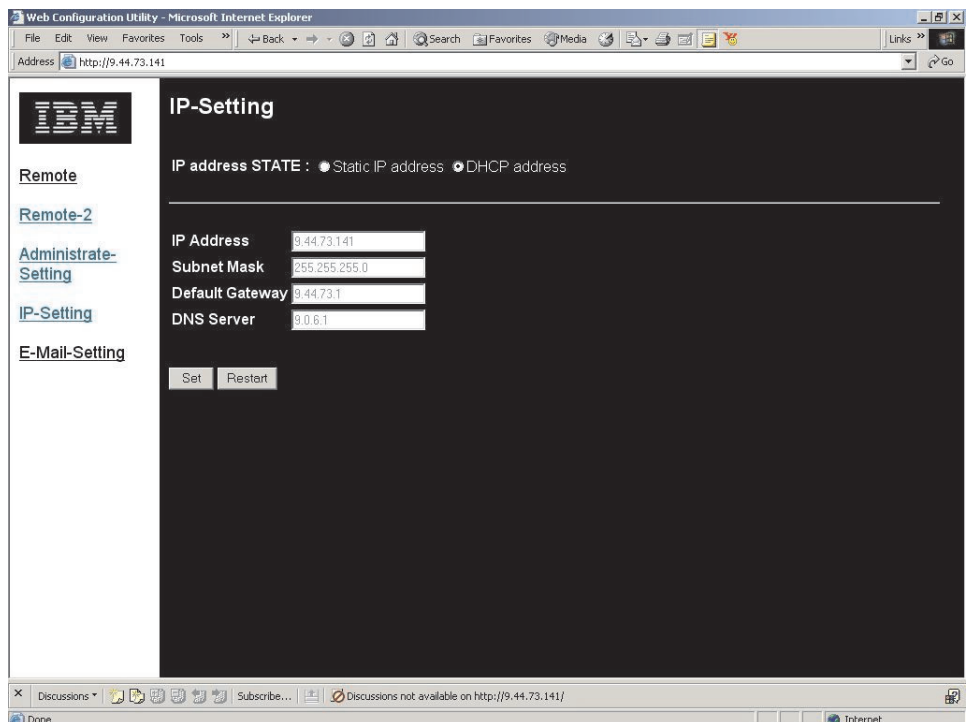 Web Configuration Utility - Microsoft Internet Explorer
File Edit View Favorites Tools » Back Search Favorites Media Links »
Address http://9.44.73.141 Go
IBM
Remote
Remote-2
Administrate-
Setting
IP-Setting
E-Mail-Setting
IP-Setting
IP address STATE : Static IP address DHCP address
IP Address 9.44.73.141
Subnet Mask 255.255.255.0
Default Gateway 9.44.73.1
DNS Server 9.0.6.1
Set Restart
Discussions Subscribe... Discussions not available on http://9.44.73.141/
Done Internet